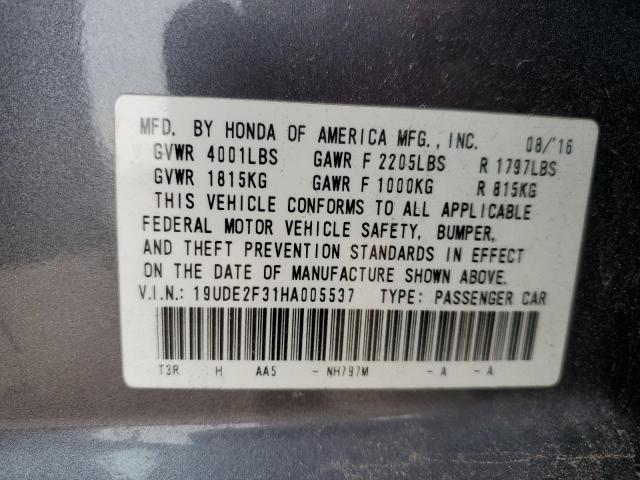 MFD. BY HONDA OF AMERICA MFG., INC. 08/'16
GVWR 4001LBS GAWR F 2205LBS R 1797LBS
GVWR 1815KG GAWR F 1000KG R 815KG
THIS VEHICLE CONFORMS TO ALL APPLICABLE
FEDERAL MOTOR VEHICLE SAFETY, BUMPER,
AND THEFT PREVENTION STANDARDS IN EFFECT
ON THE DATE OF MANUFACTURE SHOWN ABOVE.
V.I.N.: 19UDE2F31HA005537 TYPE: PASSENGER CAR
T3R H AA5 - NH797M - A - A